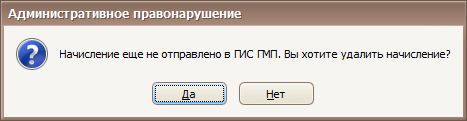 Административное правонарушение
Начисление еще не отправлено в ГИС ГМП. Вы хотите удалить начисление?
Да
Нет